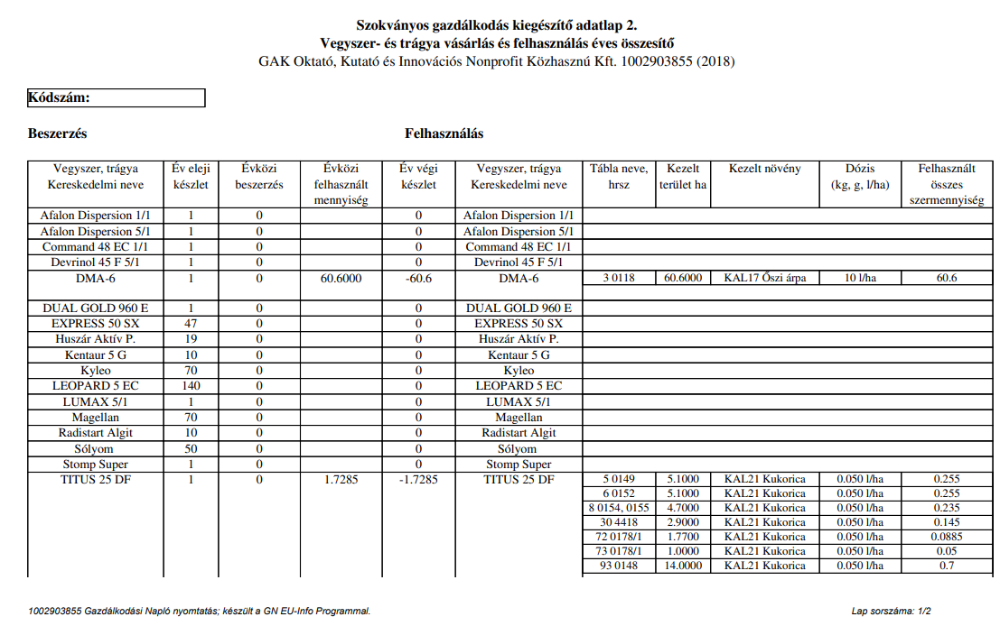 Szokványos gazdálkodás kiegészítő adatlap 2.
Vegyszer- és trágya vásárlás és felhasználás éves összesítő
GAK Oktató, Kutató és Innovációs Nonprofit Közhasznú Kft. 1002903855 (2018)
Kódszám:
Beszerzés Felhasználás
Vegyszer, trágya Év eleji Évközi Évközi Év végi Vegyszer, trágya Tábla neve, Kezelt Kezelt növény Dózis Felhasznált
Kereskedelmi neve készlet beszerzés felhasznált készlet Kereskedelmi neve hrsz terület ha (kg, g, l/ha) összes
mennyiség szermennyiség
Afalon Dispersion 1/1 1 0 0 Afalon Dispersion 1/1
Afalon Dispersion 5/1 1 0 0 Afalon Dispersion 5/1
Command 48 EC 1/1 1 0 0 Command 48 EC 1/1
Devrinol 45 F 5/1 1 0 0 Devrinol 45 F 5/1
DMA-6 1 0 60.6000 -60.6 DMA-6 3 0118 60.6000 KAL17 Őszi árpa 10 l/ha 60.6
DUAL GOLD 960 E 1 0 0 DUAL GOLD 960 E
EXPRESS 50 SX 47 0 0 EXPRESS 50 SX
Huszár Aktív P. 19 0 0 Huszár Aktív P.
Kentaur 5 G 10 0 0 Kentaur 5 G
Kyleo 70 0 0 Kyleo
LEOPARD 5 EC 140 0 0 LEOPARD 5 EC
LUMAX 5/1 1 0 0 LUMAX 5/1
Magellan 70 0 0 Magellan
Radistart Algit 10 0 0 Radistart Algit
Sólyom 50 0 0 Sólyom
Stomp Super 1 0 0 Stomp Super
TITUS 25 DF 1 0 1.7285 -1.7285 TITUS 25 DF 5 0149 5.1000 KAL21 Kukorica 0.050 l/ha 0.255
6 0152 5.1000 KAL21 Kukorica 0.050 l/ha 0.255
8 0154, 0155 4.7000 KAL21 Kukorica 0.050 l/ha 0.235
30 4418 2.9000 KAL21 Kukorica 0.050 l/ha 0.145
72 0178/1 1.7700 KAL21 Kukorica 0.050 l/ha 0.0885
73 0178/1 1.0000 KAL21 Kukorica 0.050 l/ha 0.05
93 0148 14.0000 KAL21 Kukorica 0.050 l/ha 0.7
1002903855 Gazdálkodási Napló nyomtatás; készült a GN EU-Info Programmal. Lap sorszáma: 1/2